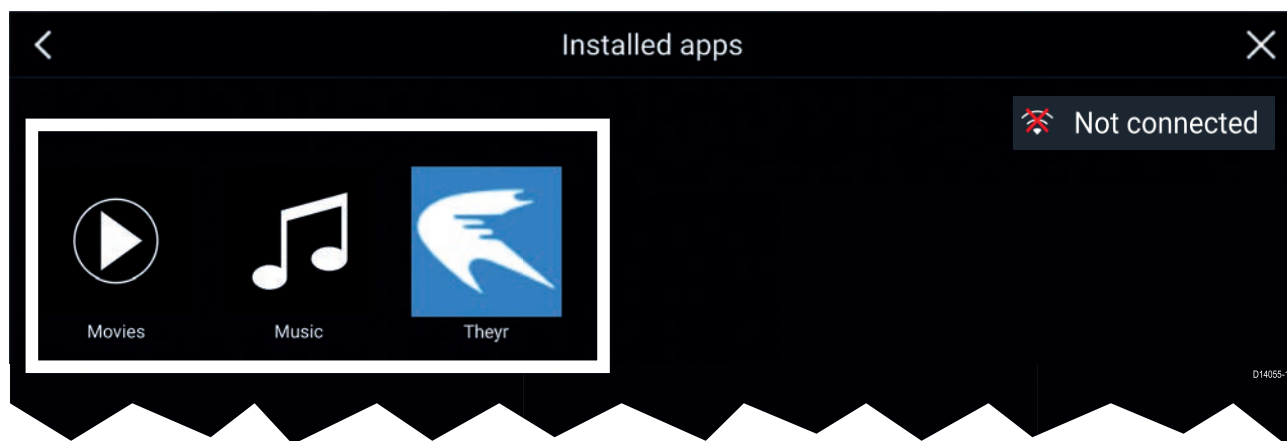 Installed apps
Not connected
Movies
Music
Theyr
D14055-1